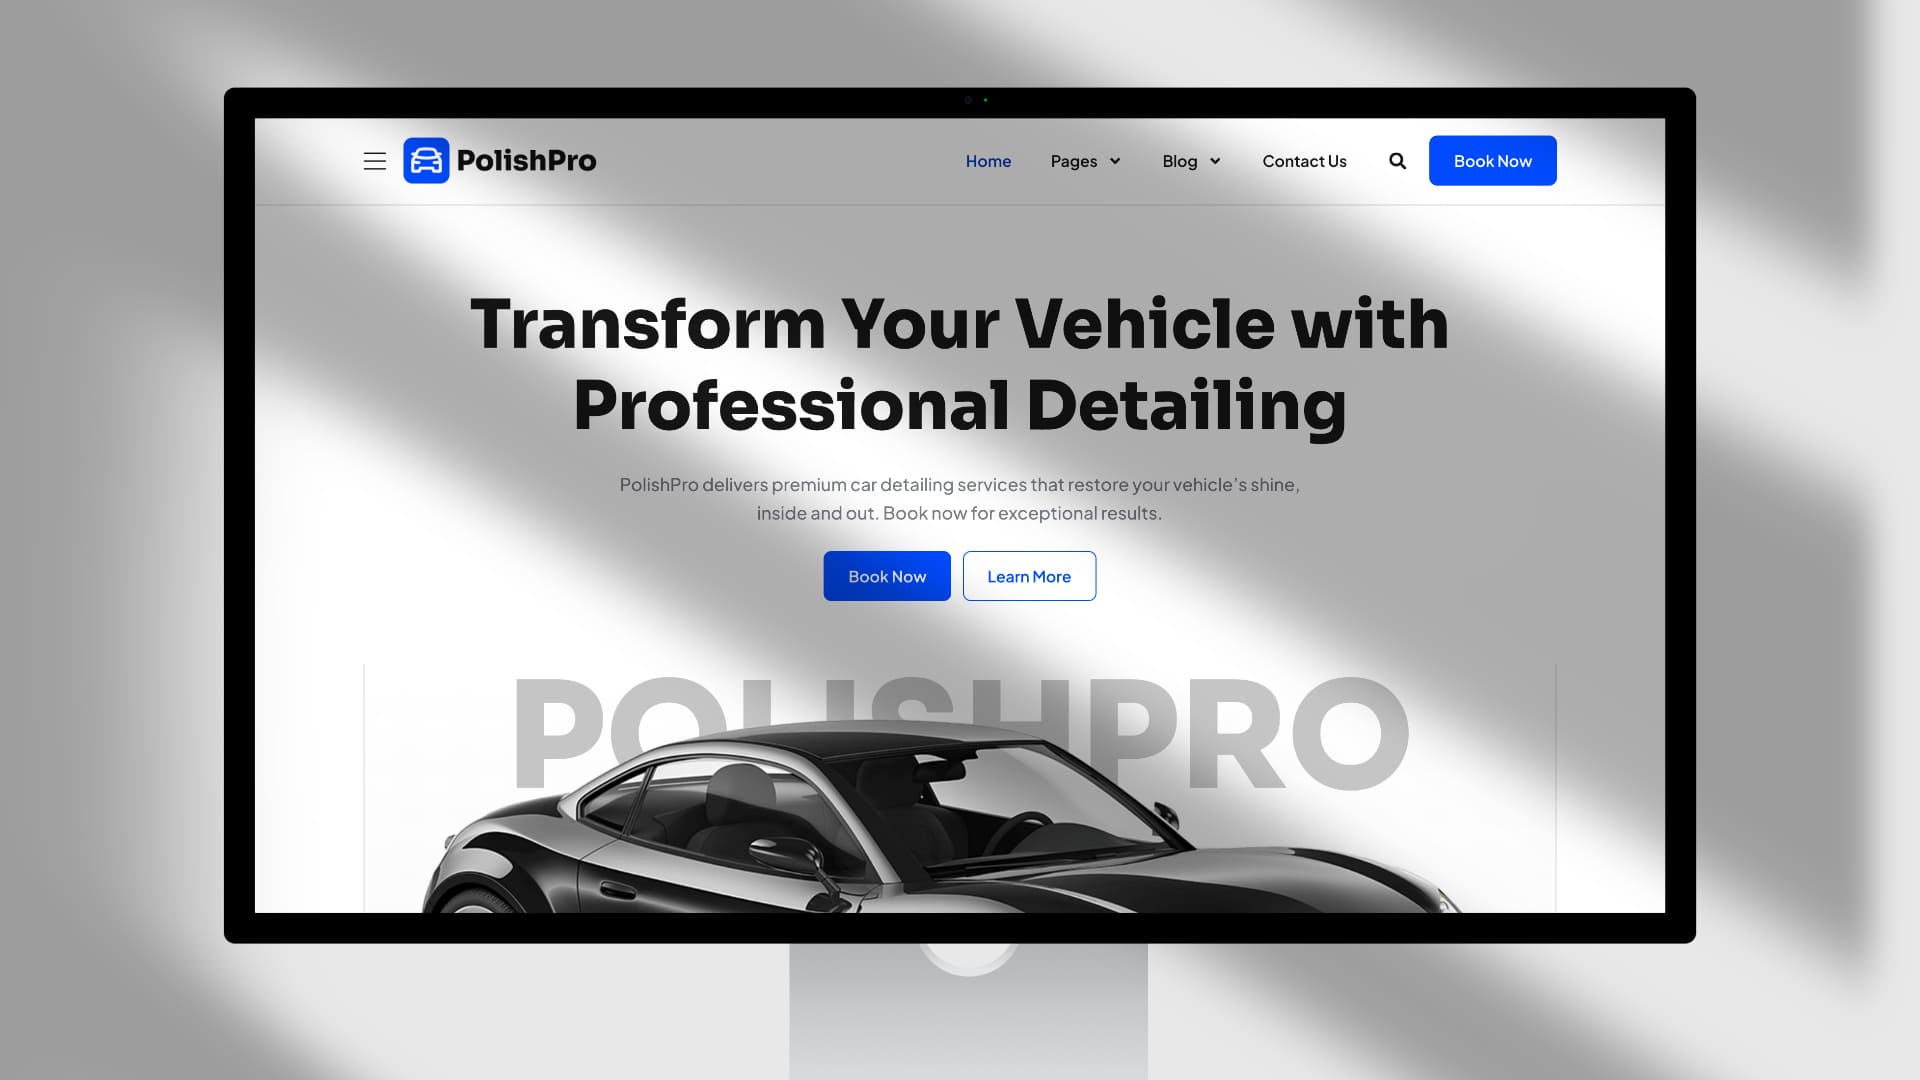 PolishPro
Home
Pages
Blog
Contact Us
Book Now
Transform Your Vehicle with
Professional Detailing
PolishPro delivers premium car detailing services that restore your vehicle’s shine,
inside and out. Book now for exceptional results.
Book Now
Learn More
POLISHPRO